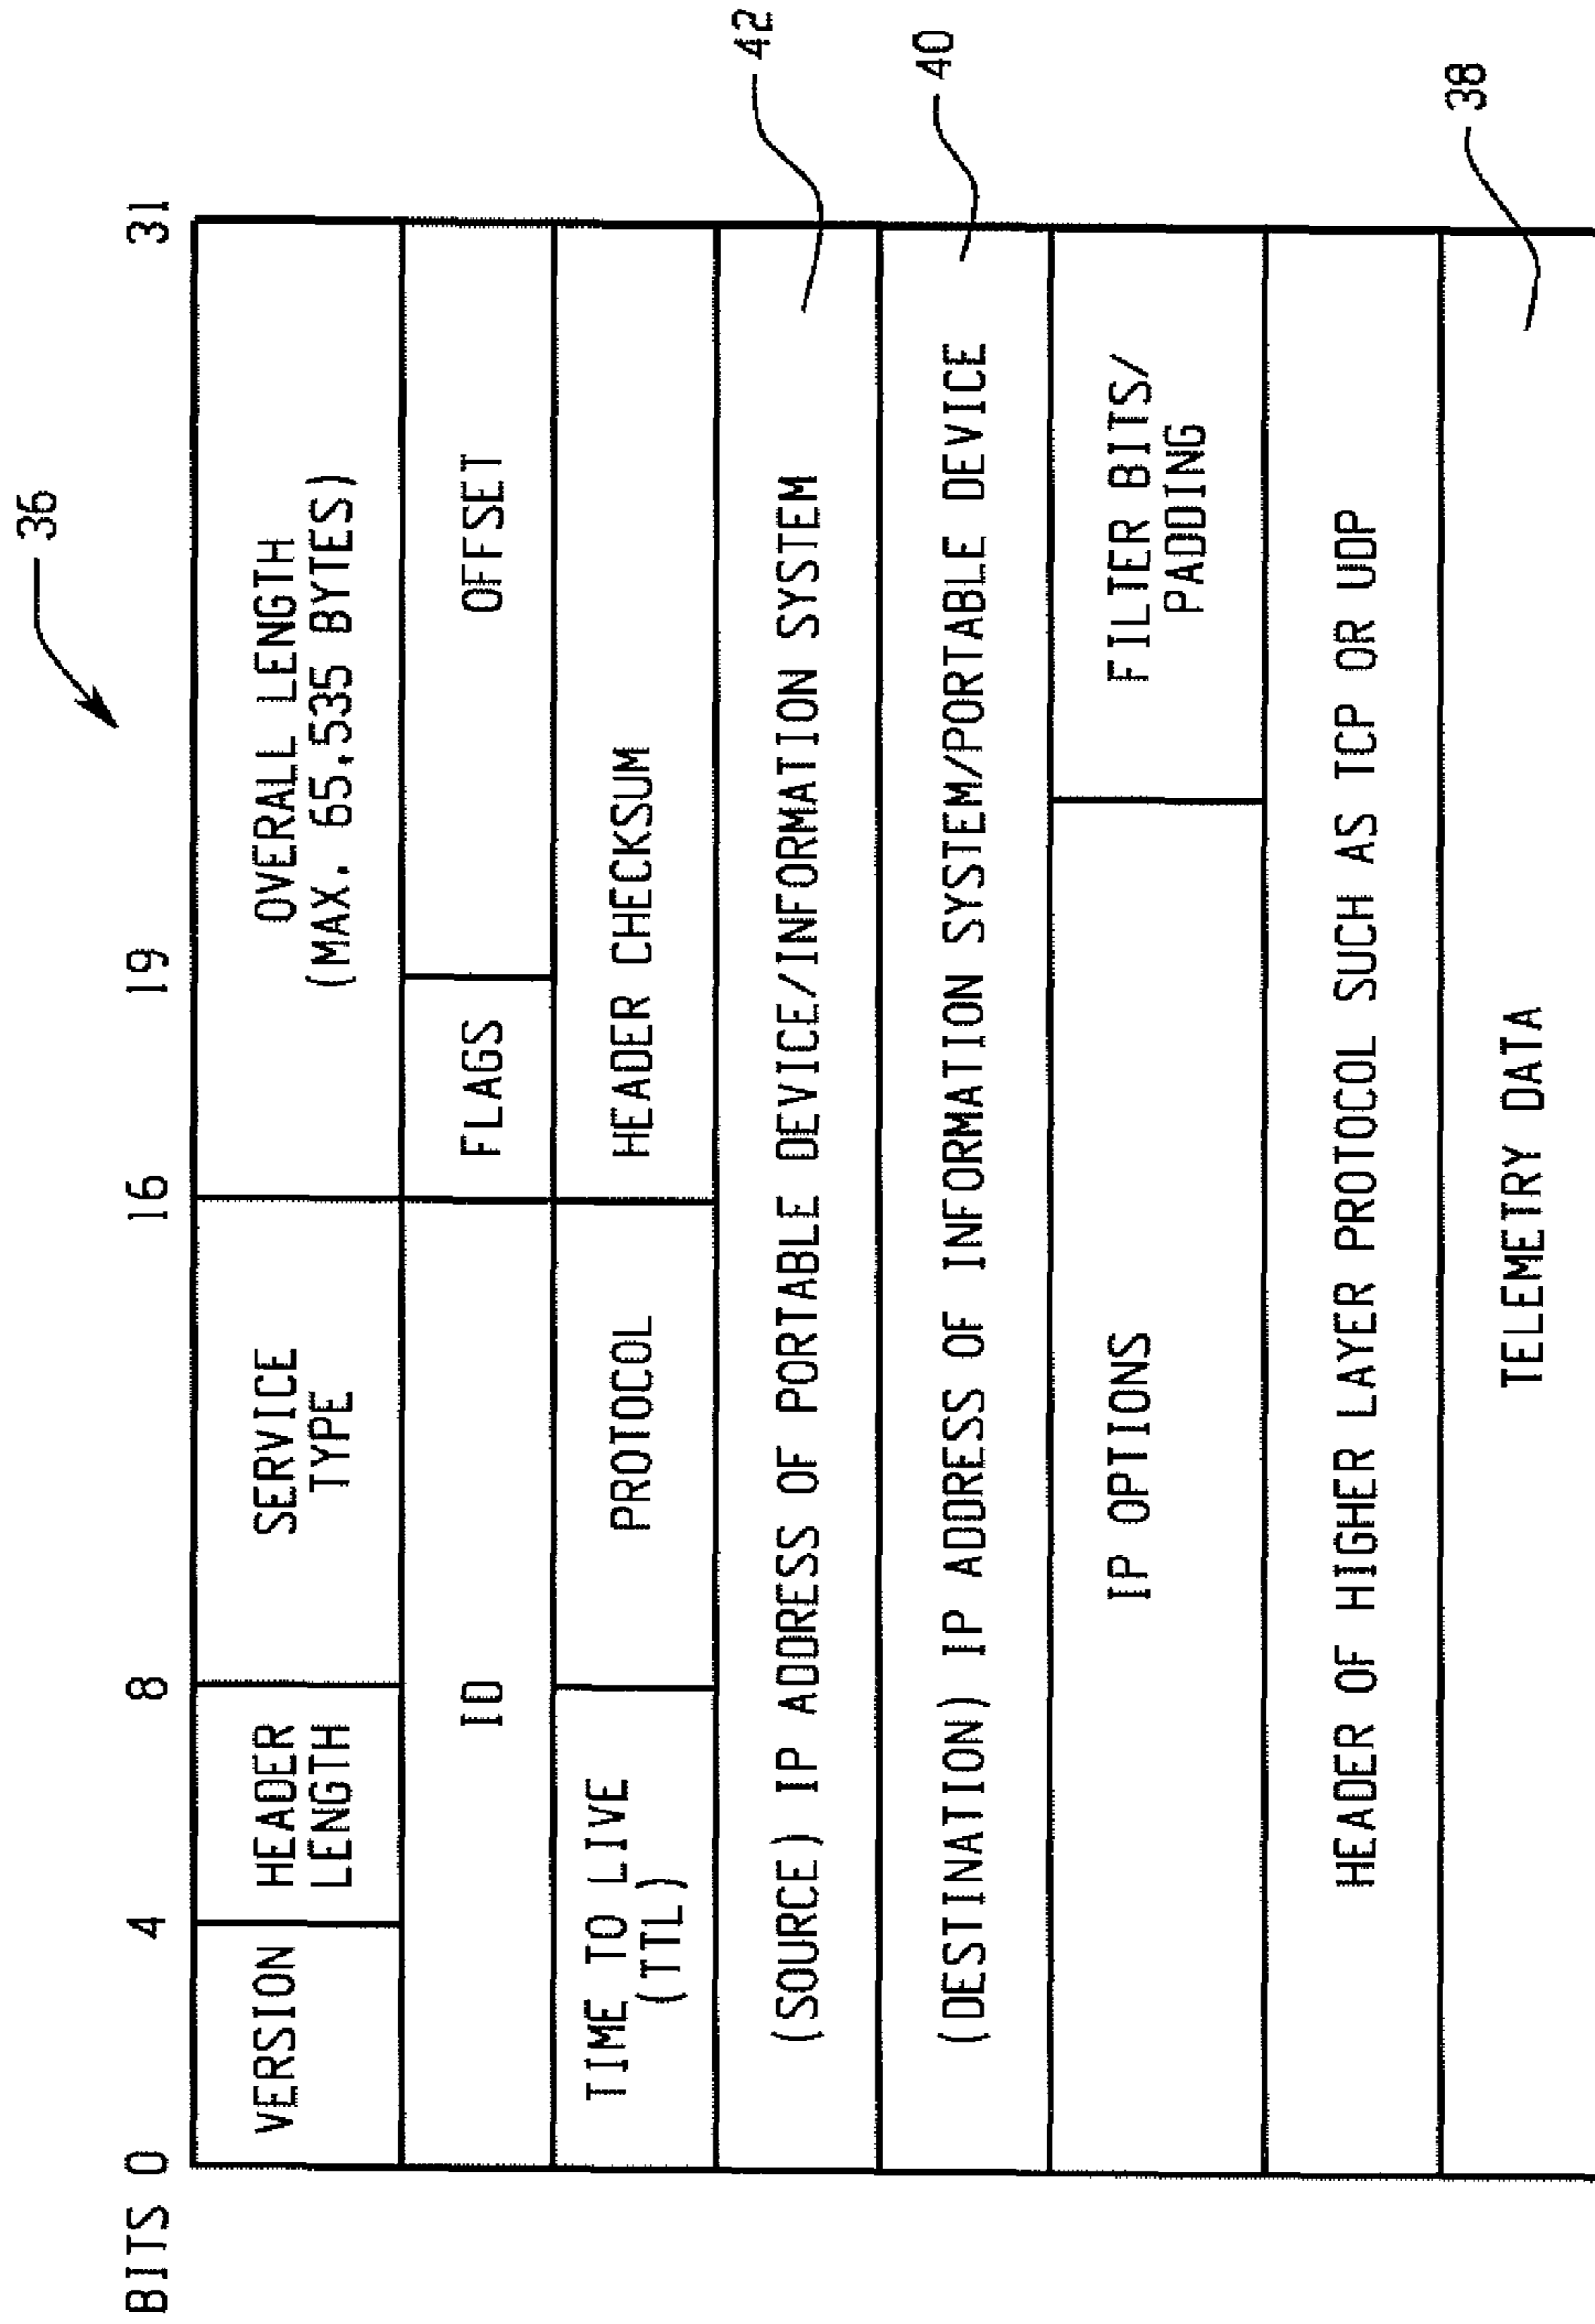 36
BITS 0 4 8 16 19 31
VERSION
HEADER
LENGTH
SERVICE
TYPE
OVERALL LENGTH
(MAX. 65,535 BYTES)
ID
FLAGS
OFFSET
TIME TO LIVE
(TTL)
PROTOCOL
HEADER CHECKSUM
(SOURCE) IP ADDRESS OF PORTABLE DEVICE/INFORMATION SYSTEM
42
(DESTINATION) IP ADDRESS OF INFORMATION SYSTEM/PORTABLE DEVICE
40
IP OPTIONS
FILTER BITS/
PADDING
HEADER OF HIGHER LAYER PROTOCOL SUCH AS TCP OR UDP
TELEMETRY DATA
38